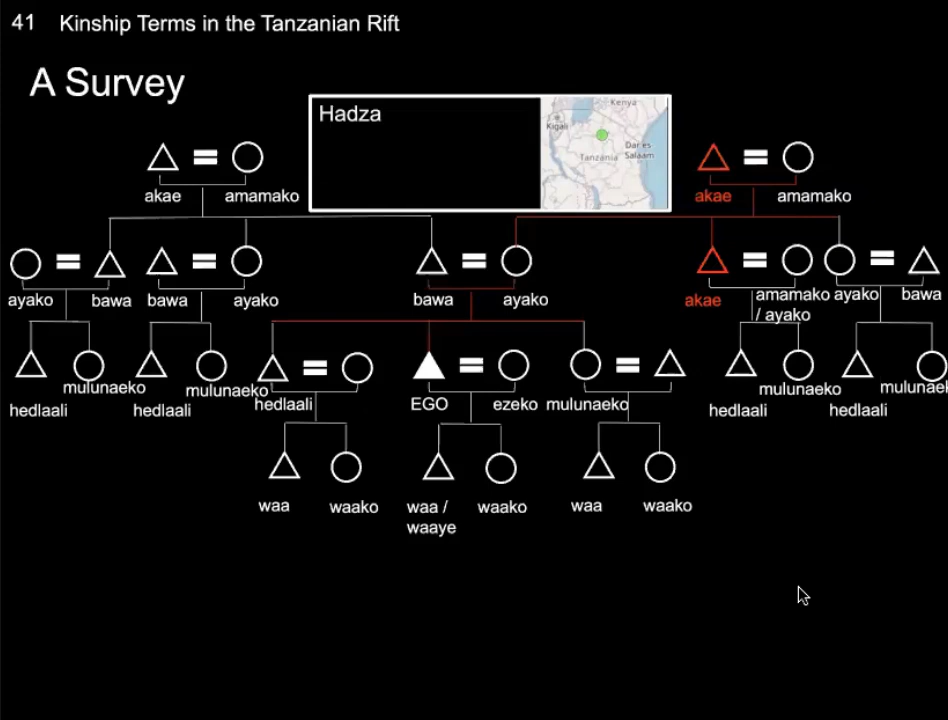 41 Kinship Terms in the Tanzanian Rift
A Survey
Hadza
Kenya
Kigali
Dar es
Salaam
Tanzania
akae amamako akae amamako
ayako bawa bawa ayako bawa ayako akae amamako ayako bawa
/ ayako
mulunaeko mulunaeko hedlaali EGO ezeko mulunaeko mulunaeko
hedlaali hedlaali hedlaali hedlaali
waa waako waa / waako waa waako
waaye